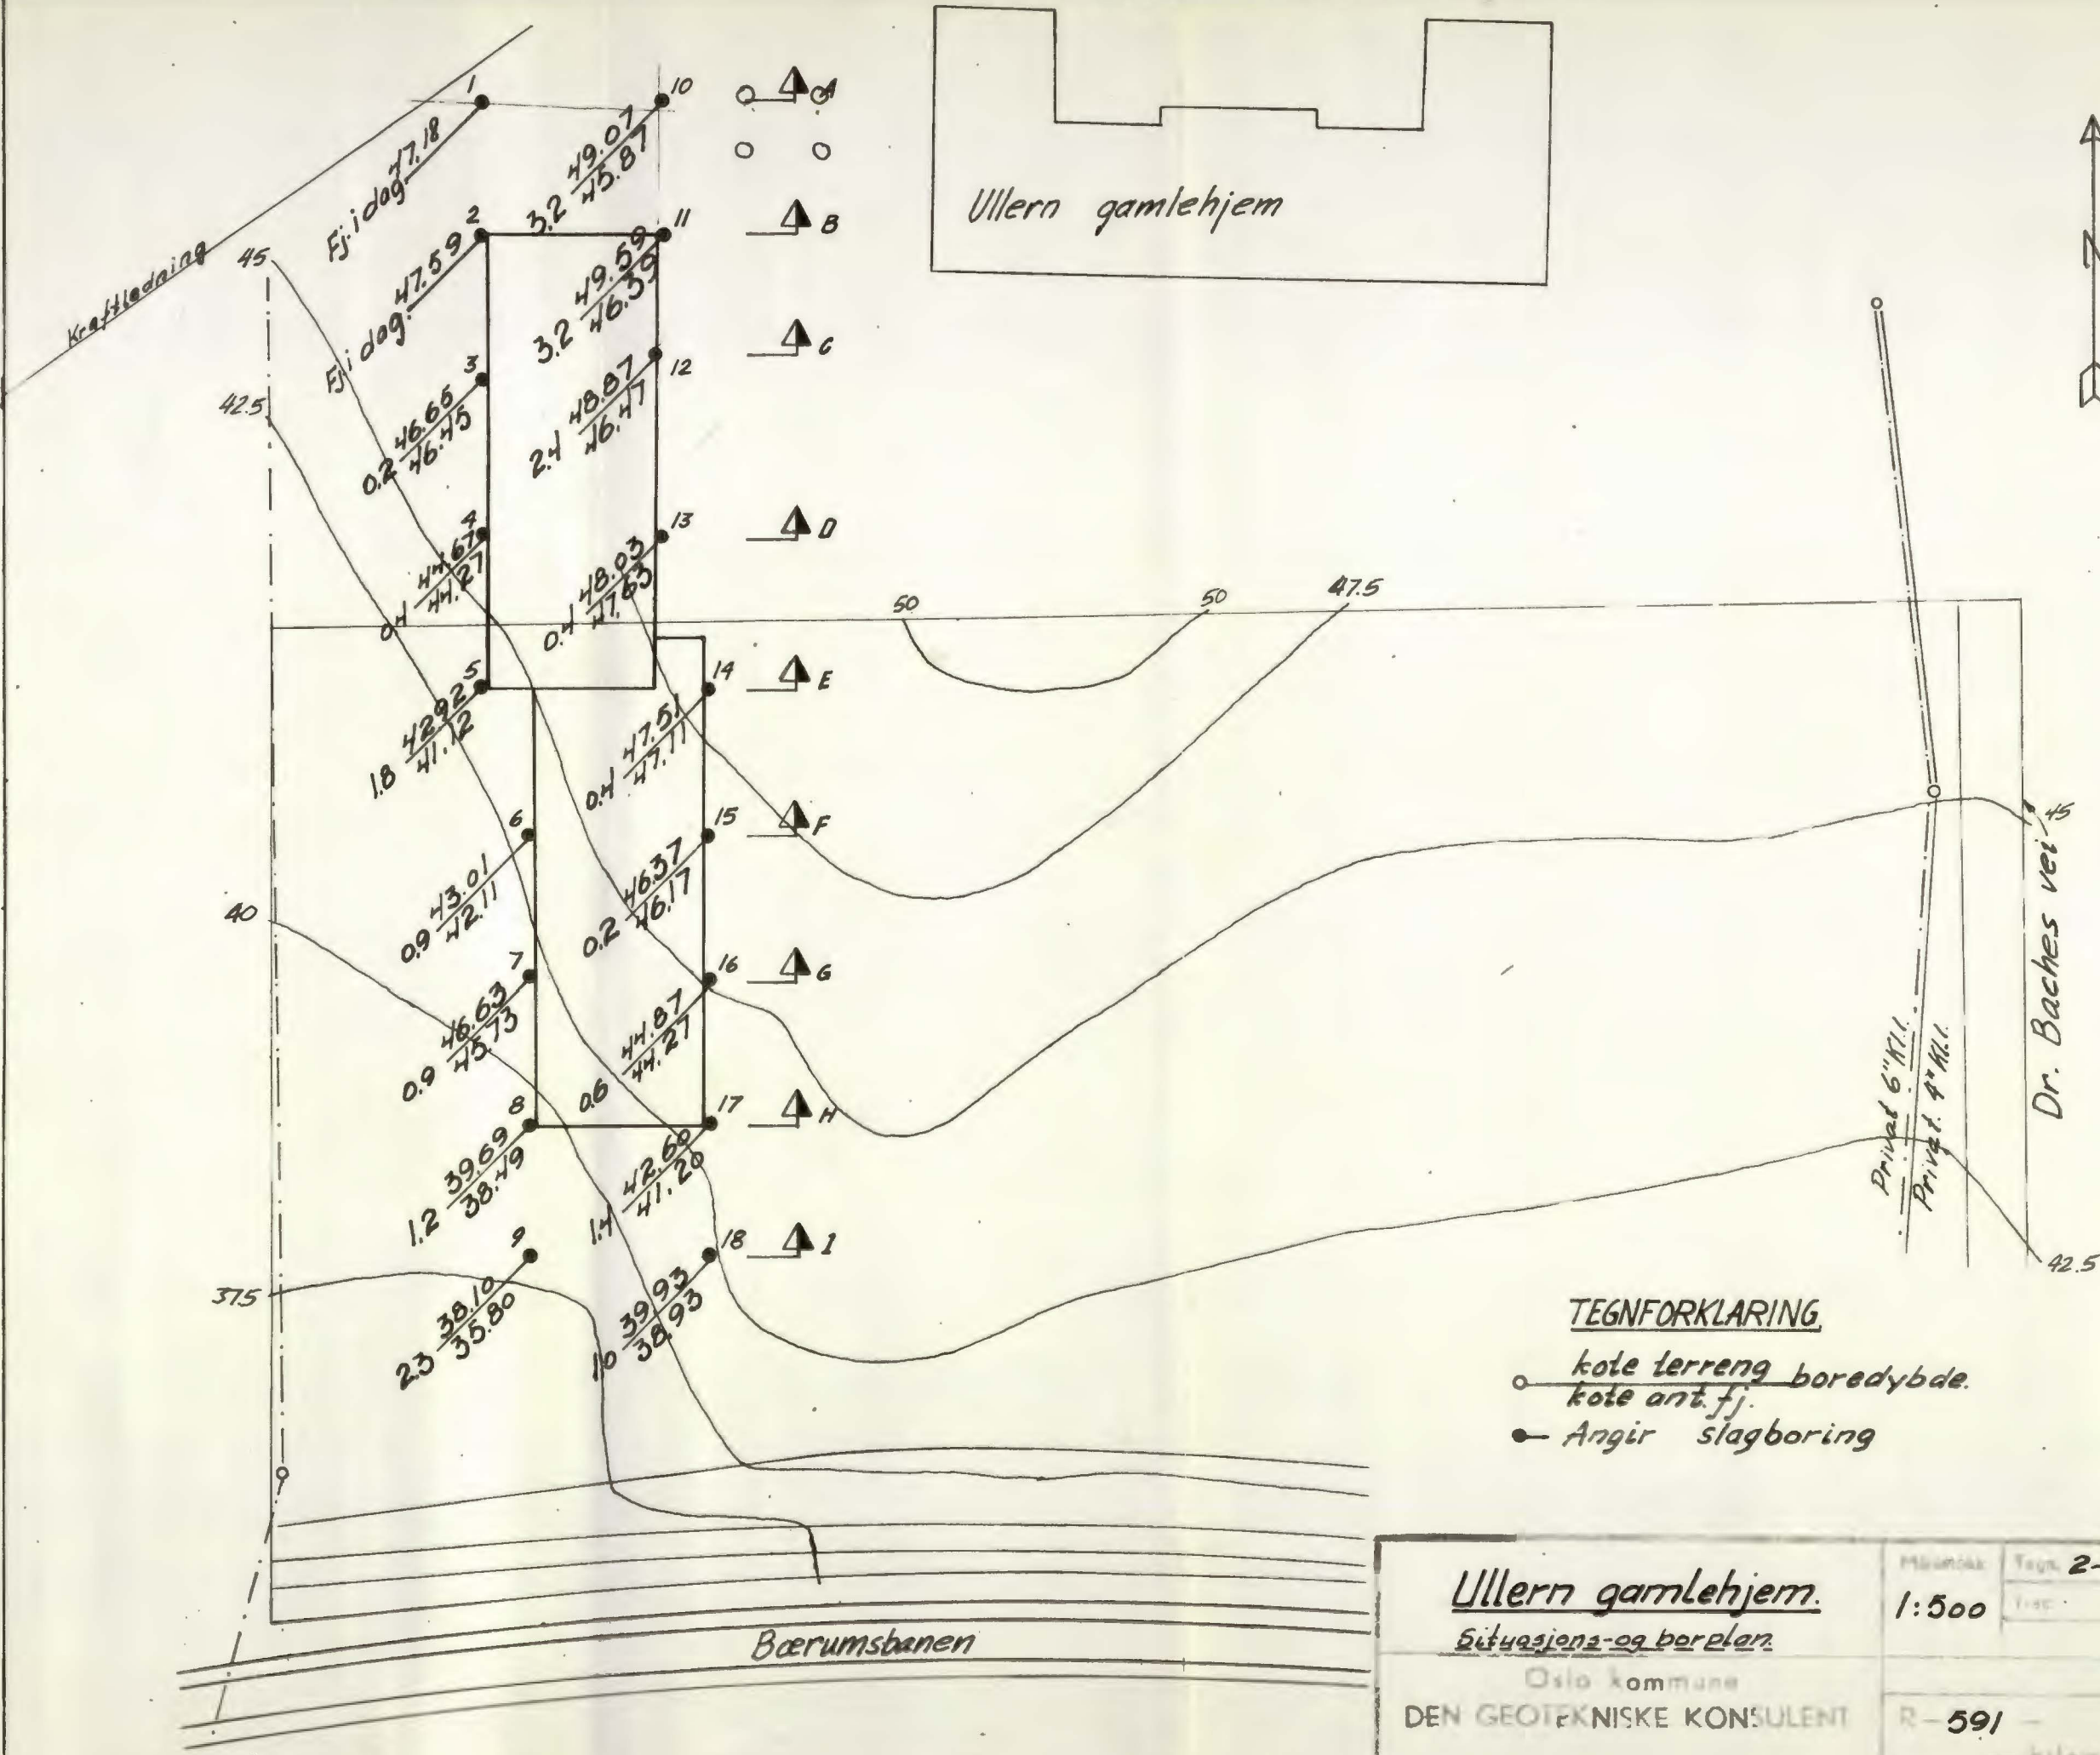 1
10
A
47.18
Fj. i dag.
49.07
3.2
45.87
Ullern gamlehjem
N
2
11
B
Kraftledning
45
47.59
Fj. i dag.
49.59
3.2
46.39
C
3
12
42.5
46.65
0.2
46.45
48.87
2.4
46.47
4
13
D
44.67
0.4
44.27
48.03
0.4
47.63
50
50
47.5
5
14
E
42.92
1.8
41.12
47.51
0.4
47.11
6
15
F
45
Dr. Baches vei
43.01
0.9
42.11
46.37
0.2
46.17
40
7
16
G
46.63
0.9
45.73
44.87
0.6
44.27
Privat 6" Kl.l.
Privat. 4" Kl.l.
8
17
H
39.69
1.2
38.49
42.60
1.4
41.20
9
18
I
42.5
37.5
38.10
2.3
35.80
39.93
1.0
38.93
TEGNFORKLARING
kote terreng boredybde.
kote ant. fj.
Angir slagboring
Ullern gamlehjem.
Situasjons-og borplan.
Målestokk
1:500
Tegn. 2-
Oslo kommune
DEN GEOTEKNISKE KONSULENT
R - 591 -
Bærumsbanen